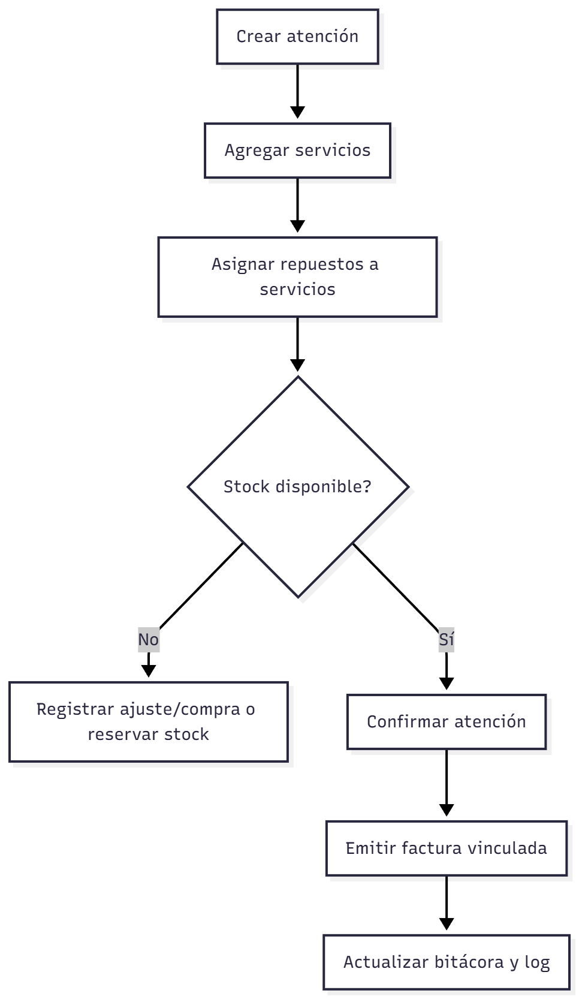 Crear atención
Agregar servicios
Asignar repuestos a
servicios
Stock disponible?
No
Sí
Registrar ajuste/compra o
reservar stock
Confirmar atención
Emitir factura vinculada
Actualizar bitácora y log